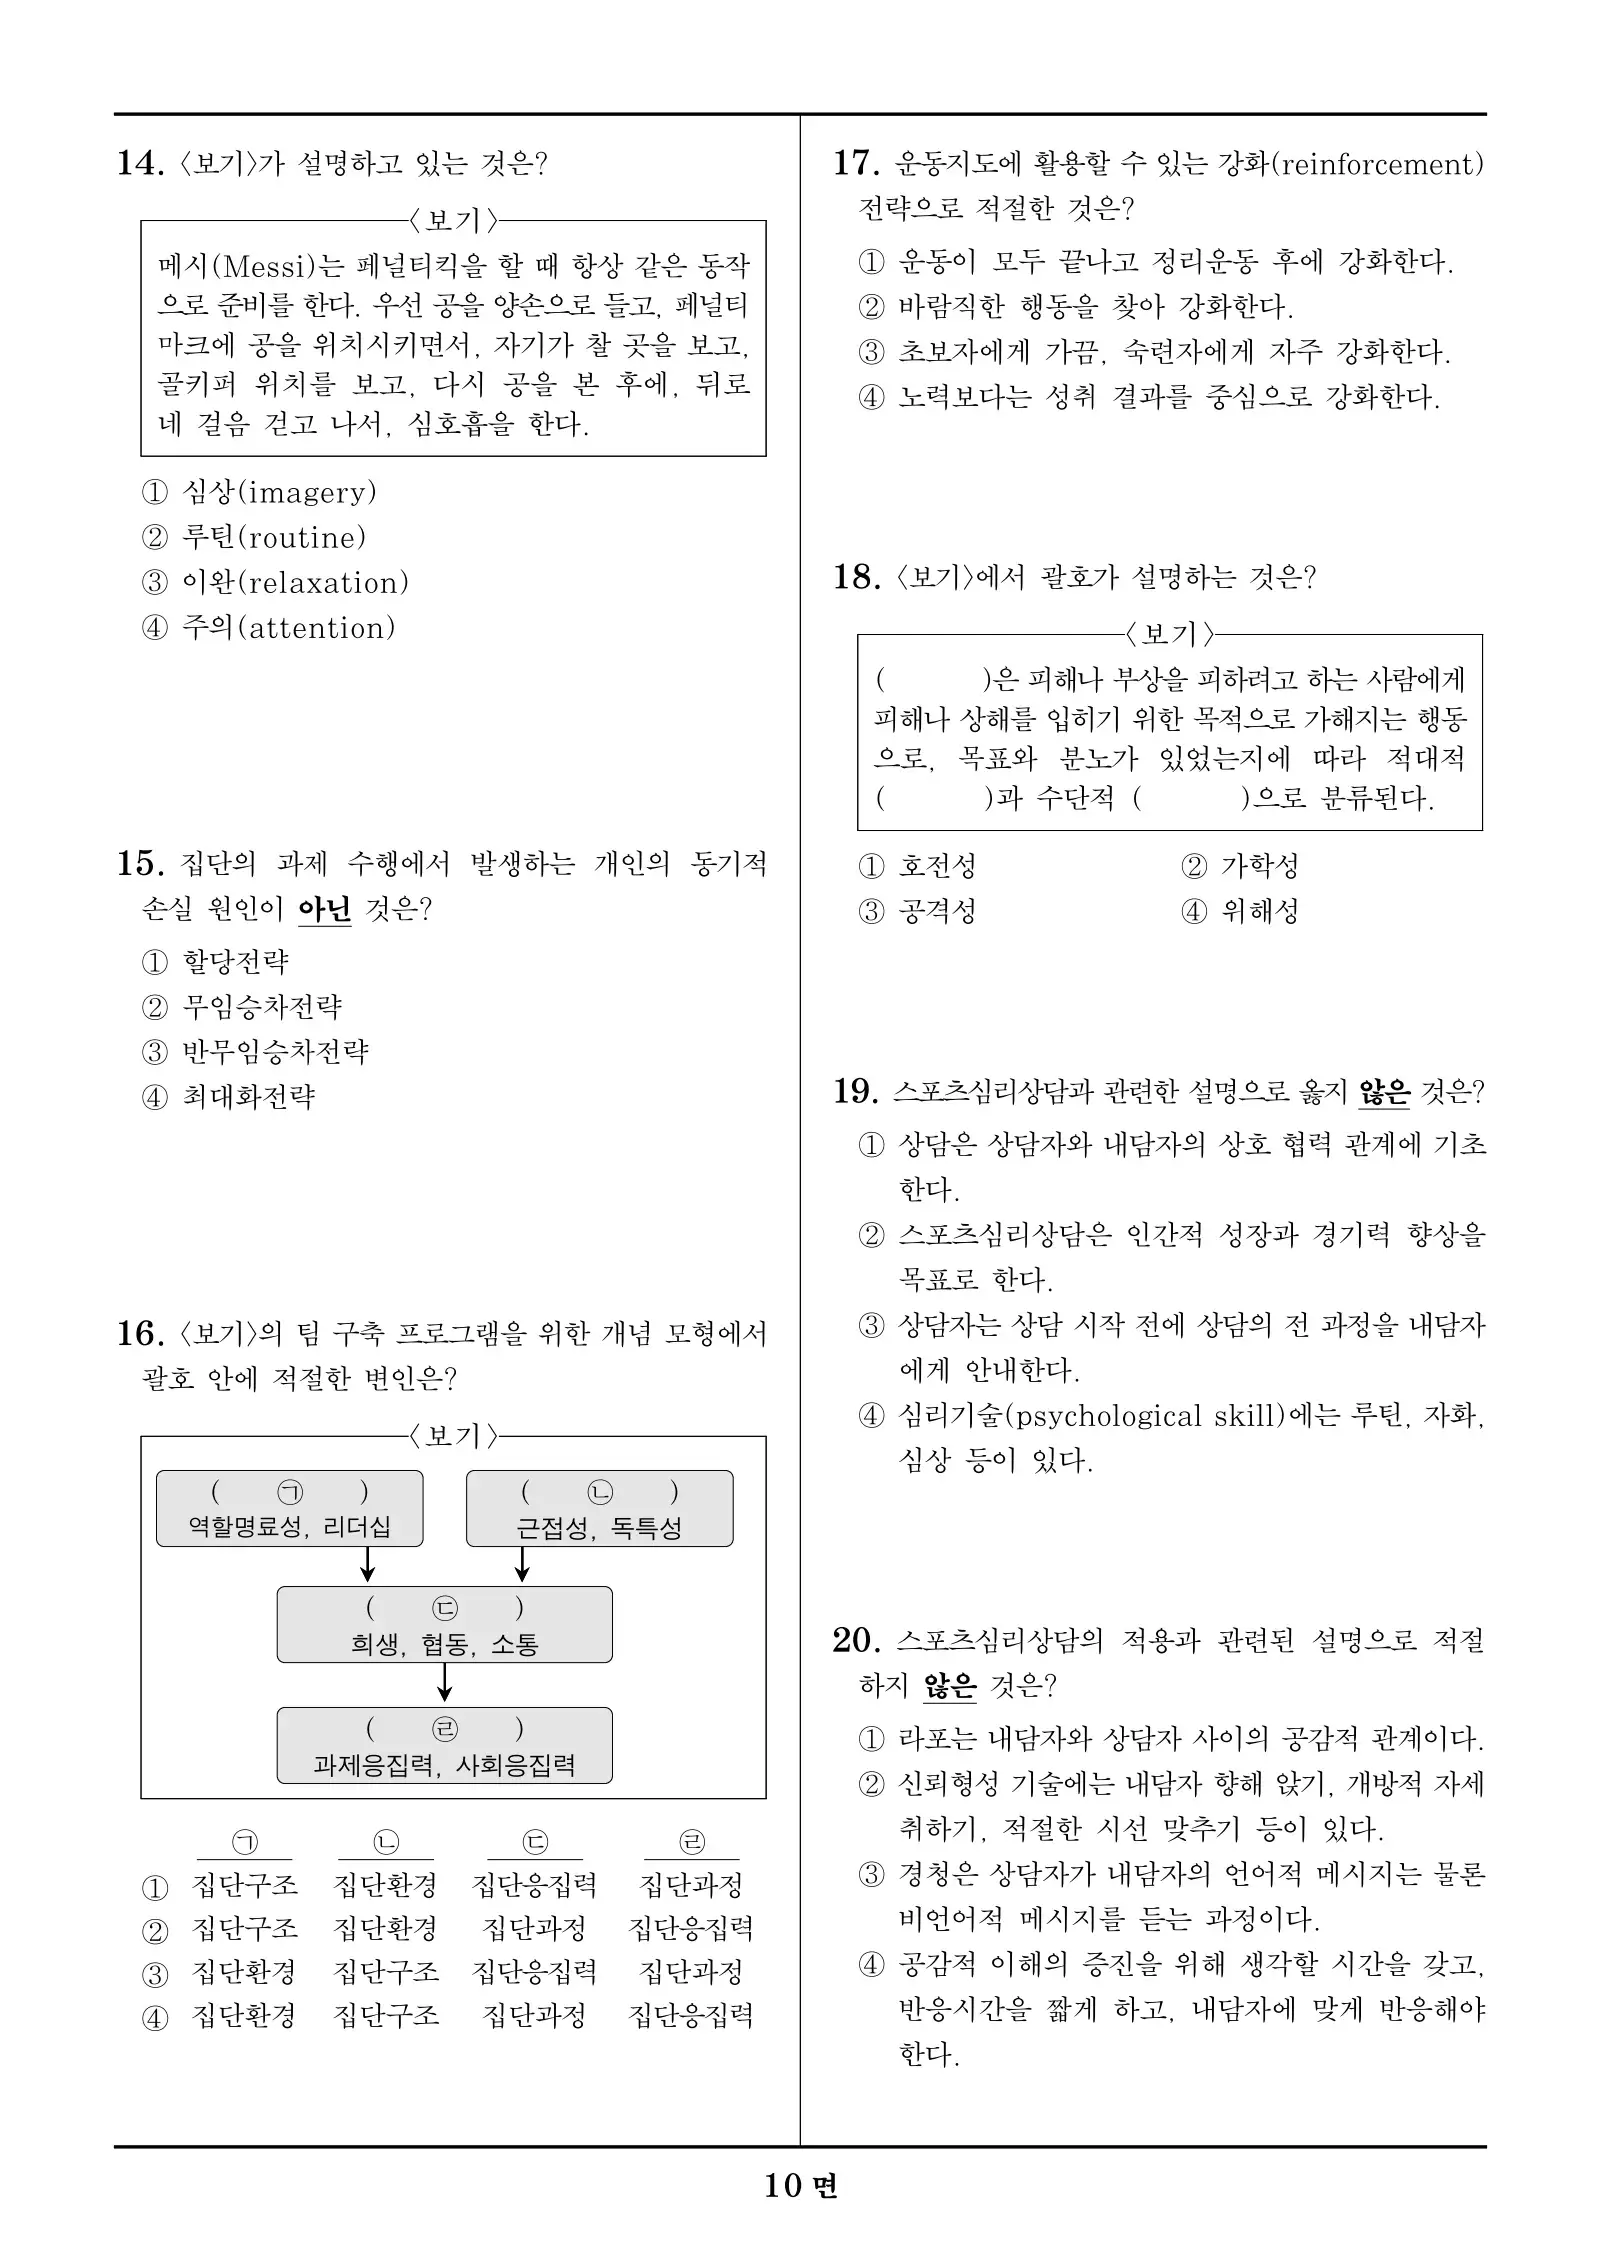 14. 〈보기〉가 설명하고 있는 것은?
〈보기〉
메시(Messi)는 페널티킥을 할 때 항상 같은 동작
으로 준비를 한다. 우선 공을 양손으로 들고, 페널티
마크에 공을 위치시키면서, 자기가 찰 곳을 보고,
골키퍼 위치를 보고, 다시 공을 본 후에, 뒤로
네 걸음 걷고 나서, 심호흡을 한다.
① 심상(imagery)
② 루틴(routine)
③ 이완(relaxation)
④ 주의(attention)
15. 집단의 과제 수행에서 발생하는 개인의 동기적
손실 원인이 아닌 것은?
① 할당전략
② 무임승차전략
③ 반무임승차전략
④ 최대화전략
16. 〈보기〉의 팀 구축 프로그램을 위한 개념 모형에서
괄호 안에 적절한 변인은?
〈보기〉
( ㉠ ) ( ㉡ )
역할명료성, 리더십 근접성, 독특성
( ㉢ )
희생, 협동, 소통
( ㉣ )
과제응집력, 사회응집력
㉠ ㉡ ㉢ ㉣
① 집단구조 집단환경 집단응집력 집단과정
② 집단구조 집단환경 집단과정 집단응집력
③ 집단환경 집단구조 집단응집력 집단과정
④ 집단환경 집단구조 집단과정 집단응집력
17. 운동지도에 활용할 수 있는 강화(reinforcement)
전략으로 적절한 것은?
① 운동이 모두 끝나고 정리운동 후에 강화한다.
② 바람직한 행동을 찾아 강화한다.
③ 초보자에게 가끔, 숙련자에게 자주 강화한다.
④ 노력보다는 성취 결과를 중심으로 강화한다.
18. 〈보기〉에서 괄호가 설명하는 것은?
〈보기〉
( )은 피해나 부상을 피하려고 하는 사람에게
피해나 상해를 입히기 위한 목적으로 가해지는 행동
으로, 목표와 분노가 있었는지에 따라 적대적
( )과 수단적 ( )으로 분류된다.
① 호전성 ② 가학성
③ 공격성 ④ 위해성
19. 스포츠심리상담과 관련한 설명으로 옳지 않은 것은?
① 상담은 상담자와 내담자의 상호 협력 관계에 기초
한다.
② 스포츠심리상담은 인간적 성장과 경기력 향상을
목표로 한다.
③ 상담자는 상담 시작 전에 상담의 전 과정을 내담자
에게 안내한다.
④ 심리기술(psychological skill)에는 루틴, 자화,
심상 등이 있다.
20. 스포츠심리상담의 적용과 관련된 설명으로 적절
하지 않은 것은?
① 라포는 내담자와 상담자 사이의 공감적 관계이다.
② 신뢰형성 기술에는 내담자 향해 앉기, 개방적 자세
취하기, 적절한 시선 맞추기 등이 있다.
③ 경청은 상담자가 내담자의 언어적 메시지는 물론
비언어적 메시지를 듣는 과정이다.
④ 공감적 이해의 증진을 위해 생각할 시간을 갖고,
반응시간을 짧게 하고, 내담자에 맞게 반응해야
한다.
10 면